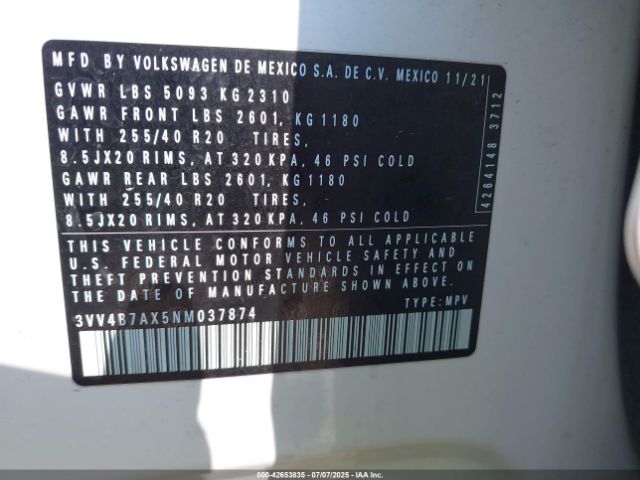 MFD BY VOLKSWAGEN DE MEXICO S.A. DE C.V. MEXICO 11/21
GVWR LBS 5093 KG 2310
GAWR FRONT LBS 2601, KG 1180
WITH 255/40 R20 TIRES,
8.5JX20 RIMS, AT 320 KPA, 46 PSI COLD
GAWR REAR LBS 2601, KG 1180
WITH 255/40 R20 TIRES,
8.5JX20 RIMS, AT 320 KPA, 46 PSI COLD
42641148 3712
THIS VEHICLE CONFORMS TO ALL APPLICABLE
U.S. FEDERAL MOTOR VEHICLE SAFETY AND
THEFT PREVENTION STANDARDS IN EFFECT ON
THE DATE OF MANUFACTURE SHOWN ABOVE.
3VV4B7AX5NM037874 TYPE: MPV
000-42653835 - 07/07/2025 - IAAI.COM